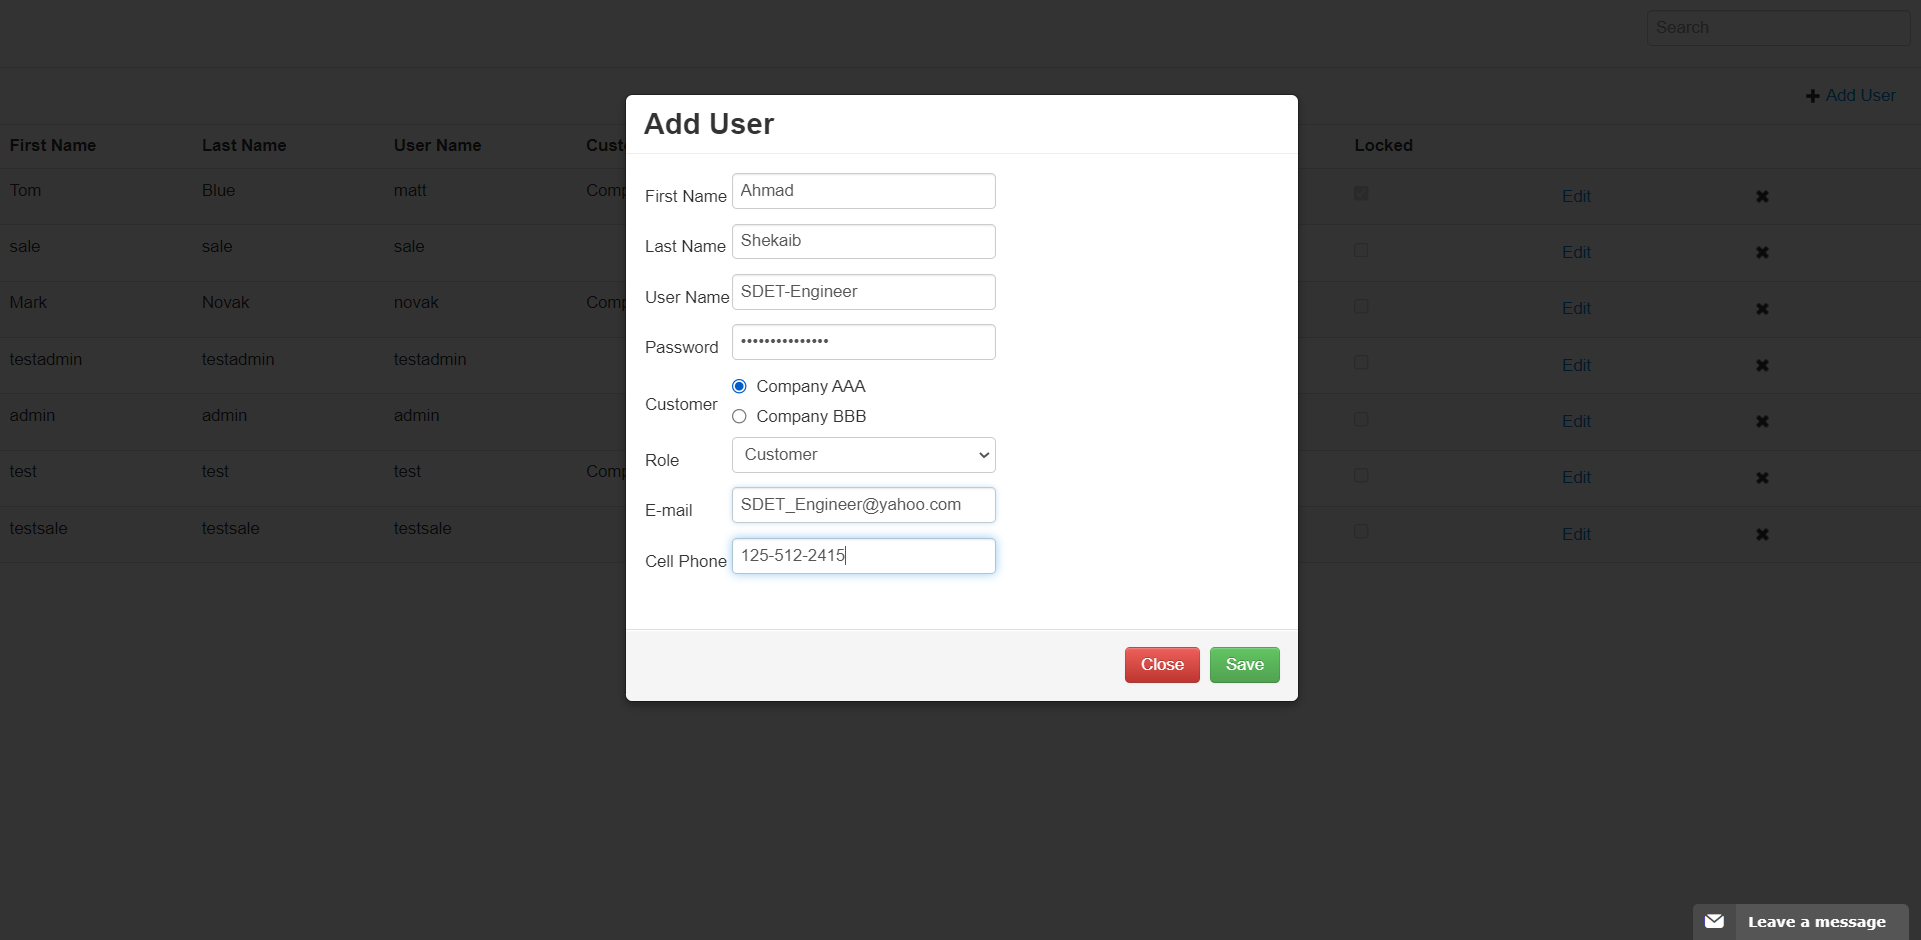 Search
Add User
First Name Last Name User Name Cust Locked
Tom Blue matt Comp Edit
sale sale sale Edit
Mark Novak novak Comp Edit
testadmin testadmin testadmin Edit
admin admin admin Edit
test test test Comp Edit
testsale testsale testsale Edit
Add User
First Name Ahmad
Last Name Shekaib
User Name SDET-Engineer
Password •••••••••••••••
Customer
Company AAA
Company BBB
Role Customer
E-mail SDET_Engineer@yahoo.com
Cell Phone 125-512-2415
Close Save
Leave a message